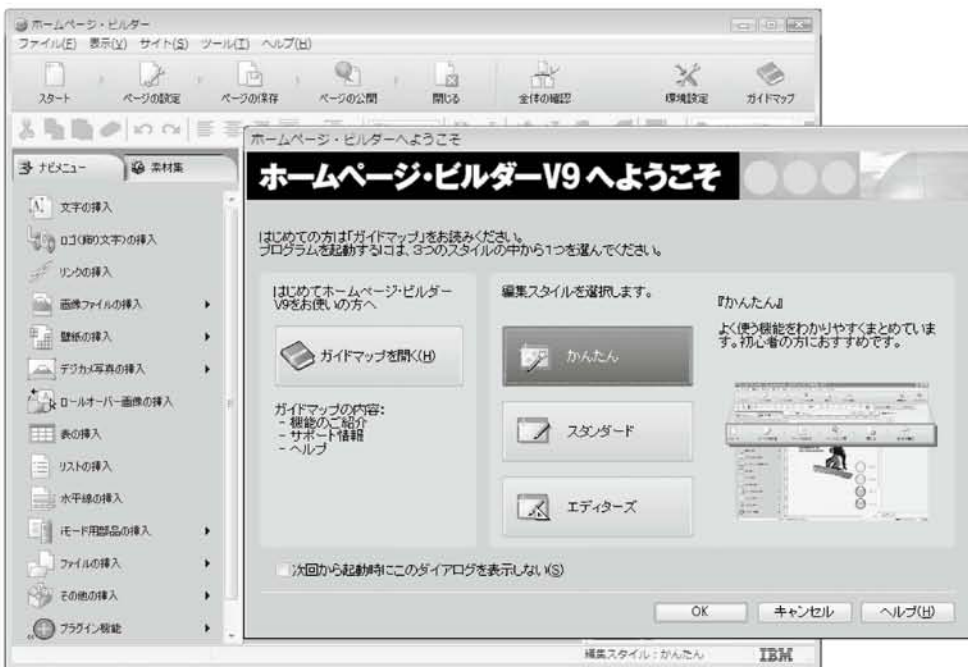 ホームページ・ビルダー
ファイル(F) 表示(V) サイト(S) ツール(T) ヘルプ(H)
スタート ページの設定 ページの保存 ページの公開 閉じる 全体の確認 環境設定 ガイドマップ
ナビメニュー 素材集
文字の挿入
ロゴ(飾り文字)の挿入
リンクの挿入
画像ファイルの挿入
壁紙の挿入
デジカメ写真の挿入
ロールオーバー画像の挿入
表の挿入
リストの挿入
水平線の挿入
iモード用部品の挿入
ファイルの挿入
その他の挿入
プラグイン機能
ホームページ・ビルダーへようこそ
ホームページ・ビルダーV9 へようこそ
はじめての方は「ガイドマップ」をお読みください。
プログラムを起動するには、3つのスタイルの中から1つを選んでください。
はじめてホームページ・ビルダー
V9をお使いの方へ
ガイドマップを開く(H)
ガイドマップの内容:
- 機能のご紹介
- サポート情報
- ヘルプ
編集スタイルを選択します。
かんたん
スタンダード
エディターズ
『かんたん』
よく使う機能をわかりやすくまとめていま
す。初心者の方におすすめです。
次回から起動時にこのダイアログを表示しない(S)
OK キャンセル ヘルプ(H)
編集スタイル:かんたん IBM